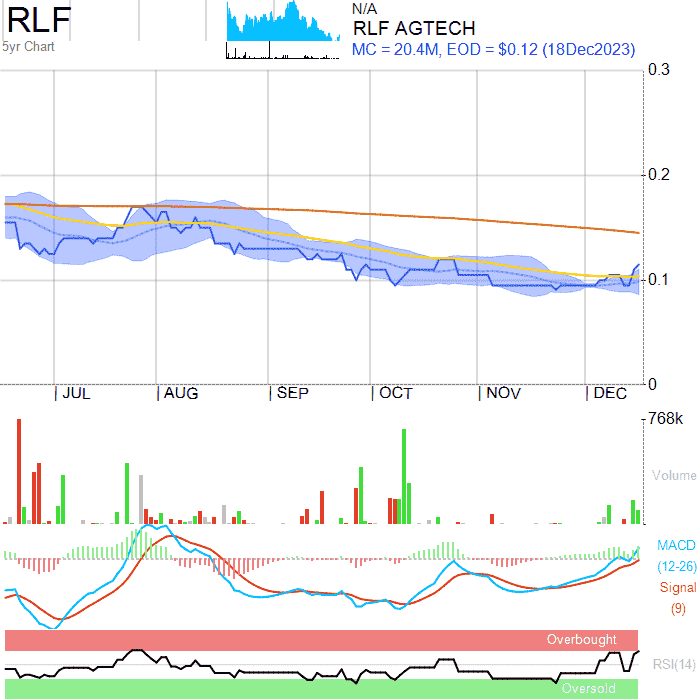 RLF
5yr Chart
N/A
RLF AGTECH
MC = 20.4M, EOD = $0.12 (18Dec2023)
0.3
0.2
0.1
0
JUL AUG SEP OCT NOV DEC
768k
Volume
MACD
(12-26)
Signal
(9)
Overbought
RSI(14)
Oversold